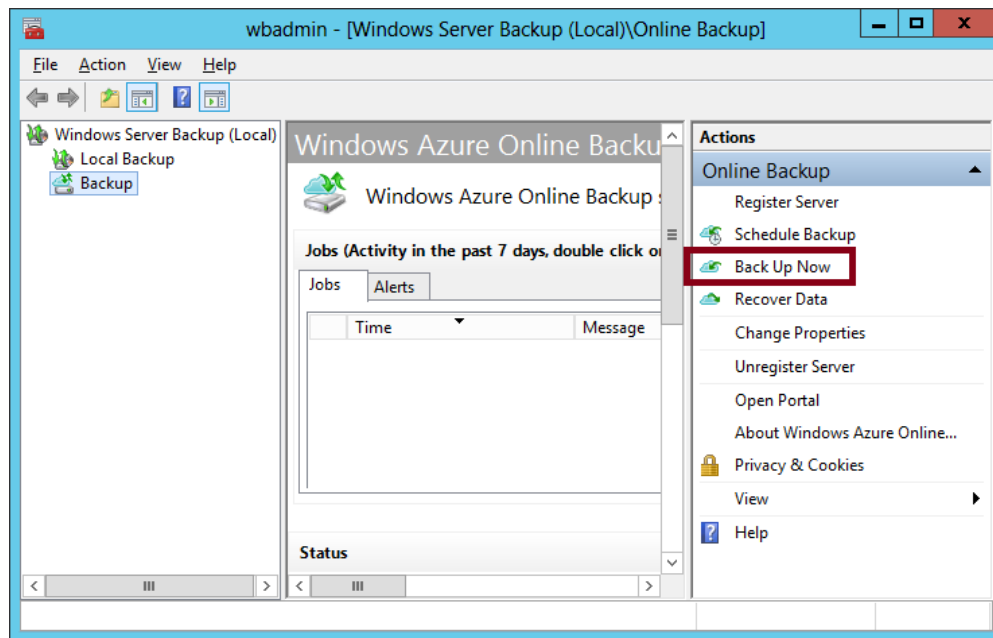 wbadmin - [Windows Server Backup (Local)\Online Backup]
File Action View Help
Windows Server Backup (Local)
Local Backup
Backup
Windows Azure Online Backu
Windows Azure Online Backup s
Jobs (Activity in the past 7 days, double click o
Jobs Alerts
Time Message
Status
Actions
Online Backup
Register Server
Schedule Backup
Back Up Now
Recover Data
Change Properties
Unregister Server
Open Portal
About Windows Azure Online...
Privacy & Cookies
View
Help